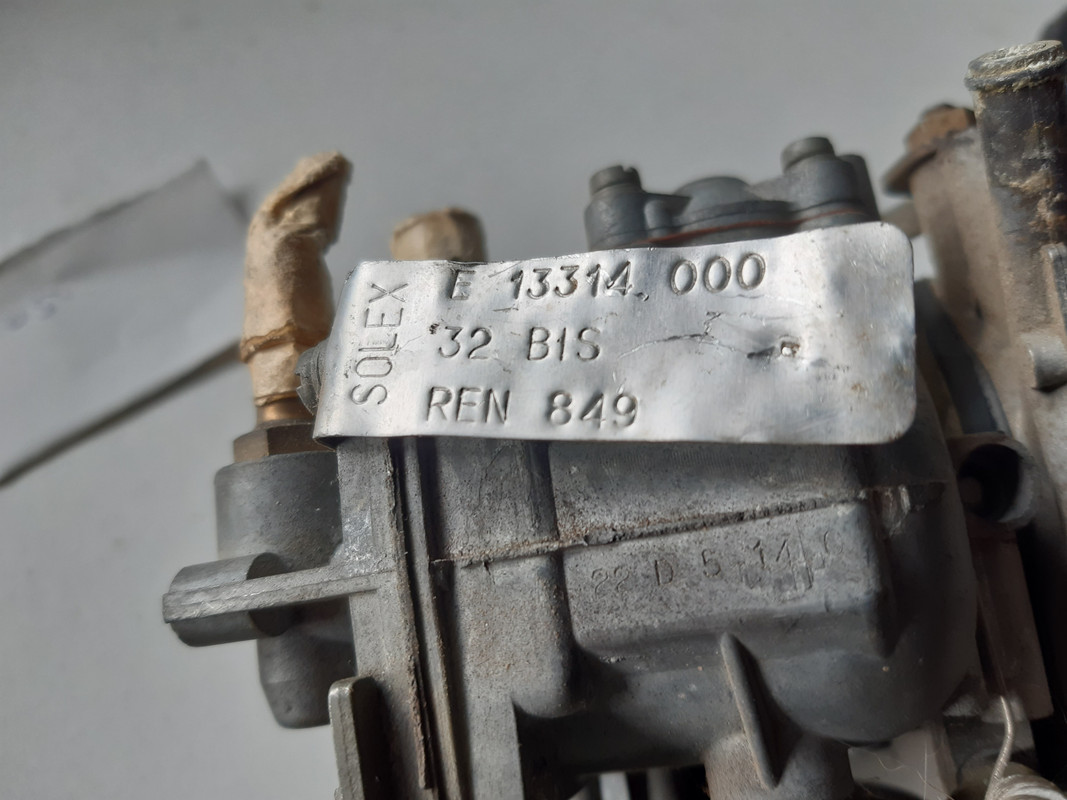 SOLEX
E 13314.000
32 BIS
REN 849
22 D 5 14